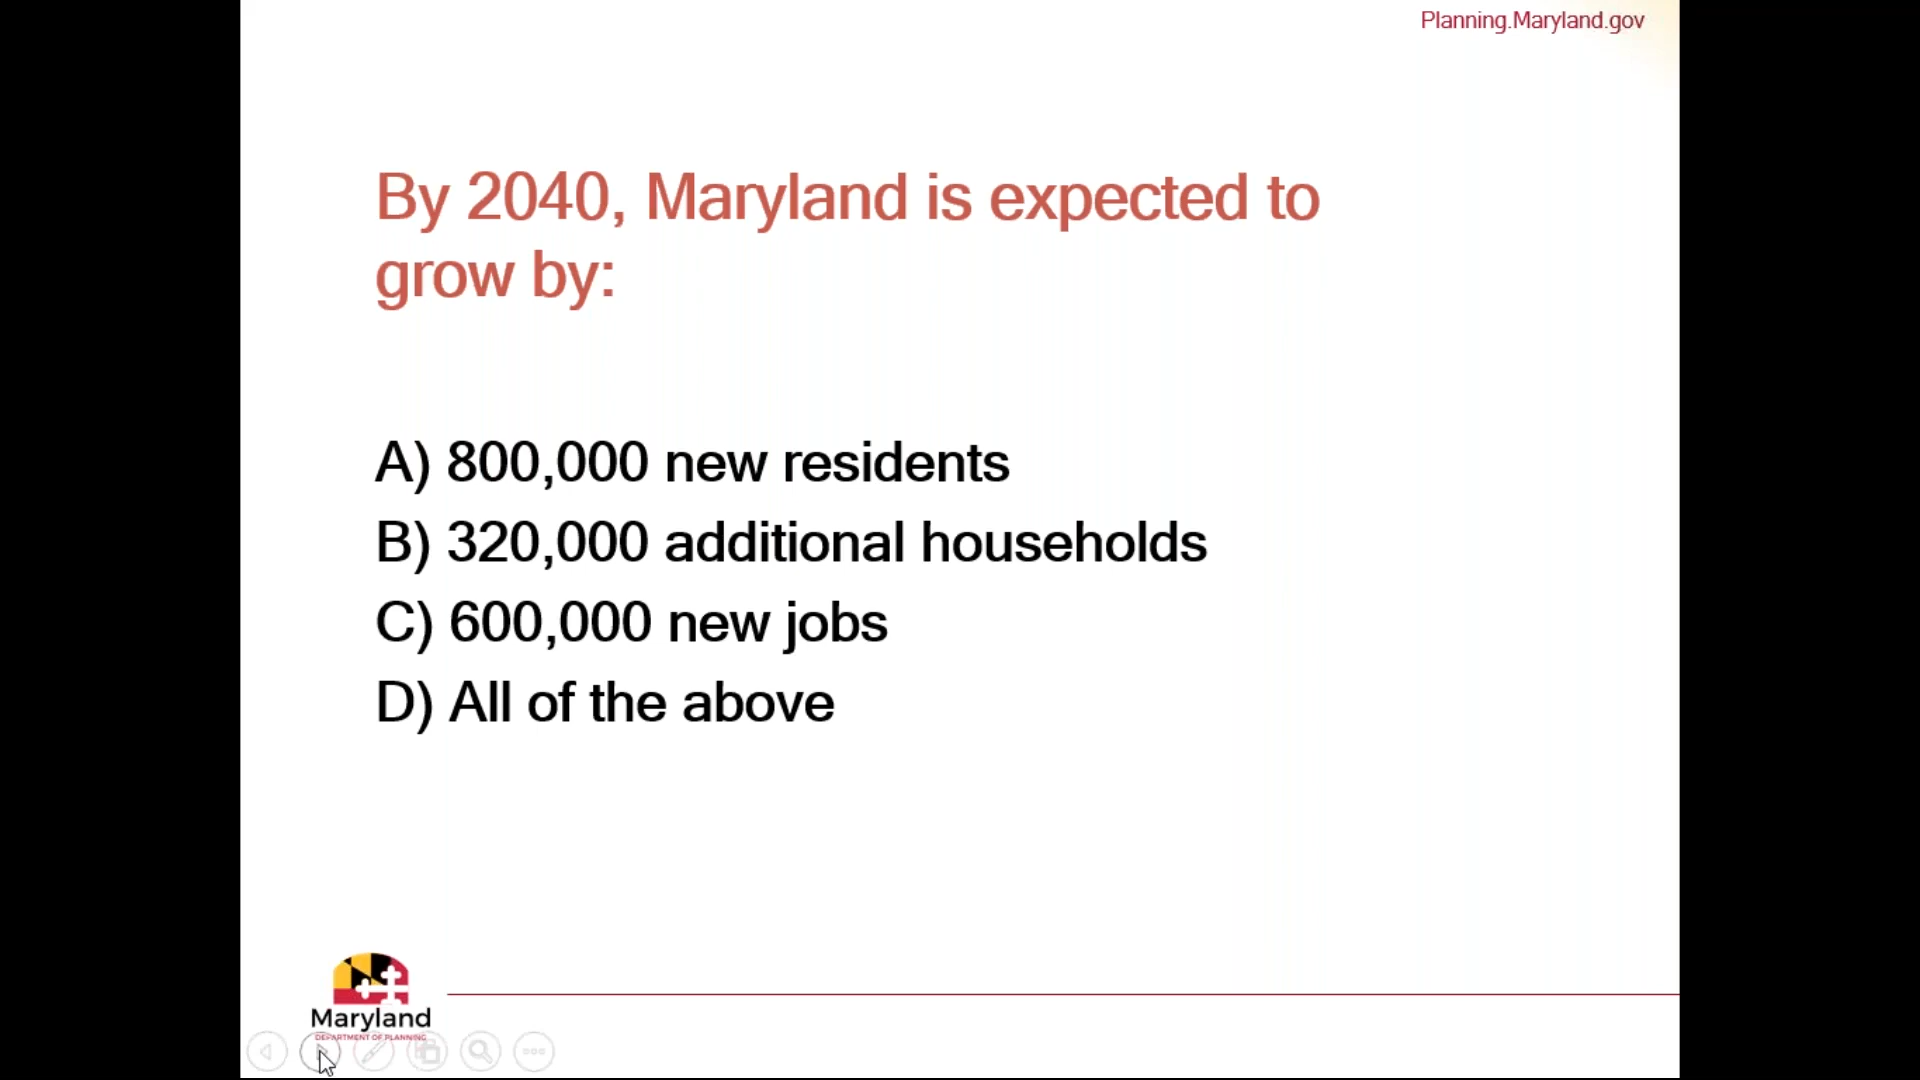 Planning.Maryland.gov
By 2040, Maryland is expected to
grow by:
A) 800,000 new residents
B) 320,000 additional households
C) 600,000 new jobs
D) All of the above
Maryland
DEPARTMENT OF PLANNING